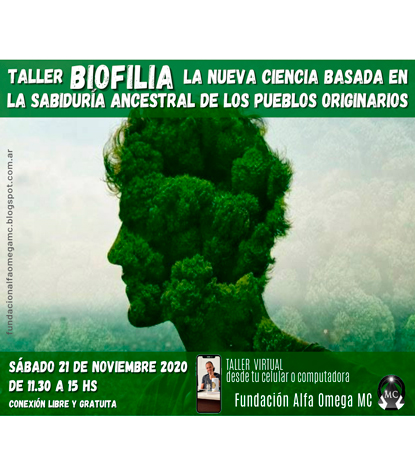 TALLER BIOFILIA LA NUEVA CIENCIA BASADA EN
LA SABIDURÍA ANCESTRAL DE LOS PUEBLOS ORIGINARIOS
fundacionalfaomegamc.blogspot.com.ar
SÁBADO 21 DE NOVIEMBRE 2020
DE 11.30 A 15 HS
CONEXIÓN LIBRE Y GRATUITA
TALLER VIRTUAL
desde tu celular o computadora
Fundación Alfa Omega MC
MC